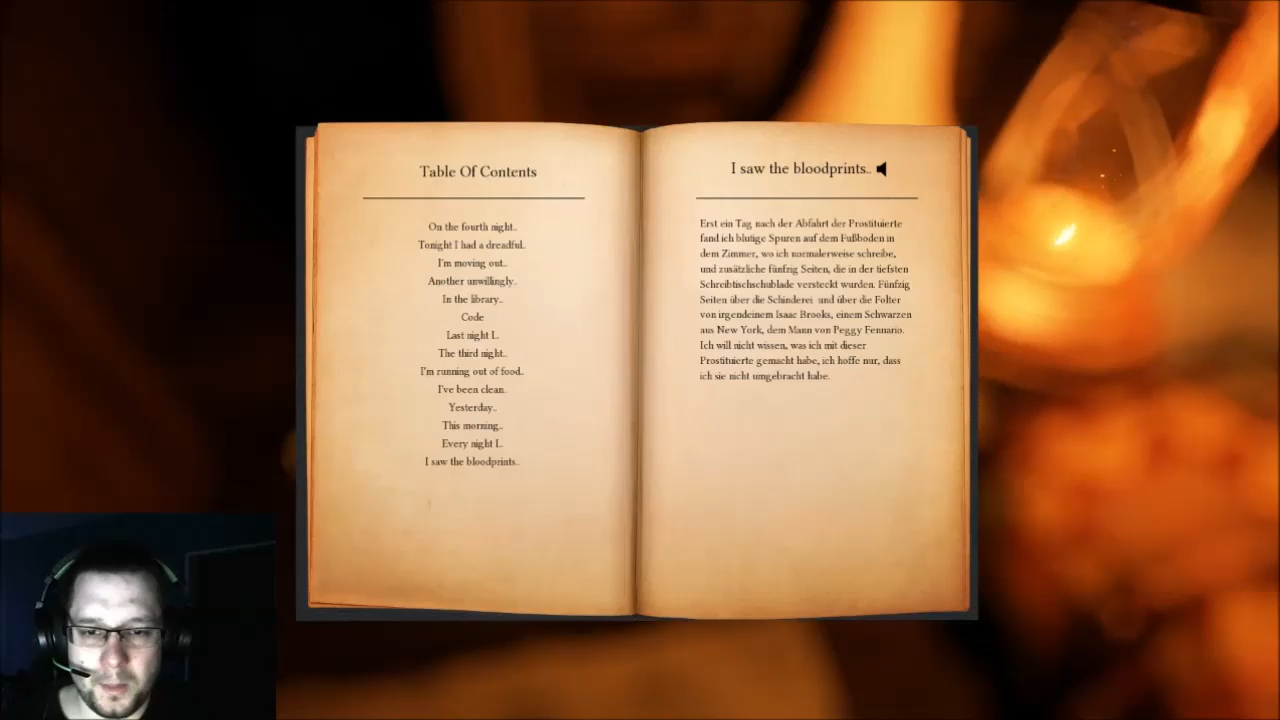 Table Of Contents
On the fourth night..
Tonight I had a dreadful..
I'm moving out..
Another unwillingly..
In the library..
Code
Last night I..
The third night..
I'm running out of food..
I've been clean..
Yesterday..
This morning..
Every night I..
I saw the bloodprints..
I saw the bloodprints..
Erst ein Tag nach der Abfahrt der Prostituierte
fand ich blutige Spuren auf dem Fußboden in
dem Zimmer, wo ich normalerweise schreibe,
und zusätzliche fünfzig Seiten, die in der tiefsten
Schreibtischschublade versteckt wurden. Fünfzig
Seiten über die Schinderei und über die Folter
von irgendeinem Isaac Brooks, einem Schwarzen
aus New York, dem Mann von Peggy Fennario.
Ich will nicht wissen, was ich mit dieser
Prostituierte gemacht habe, ich hoffe nur, dass
ich sie nicht umgebracht habe.